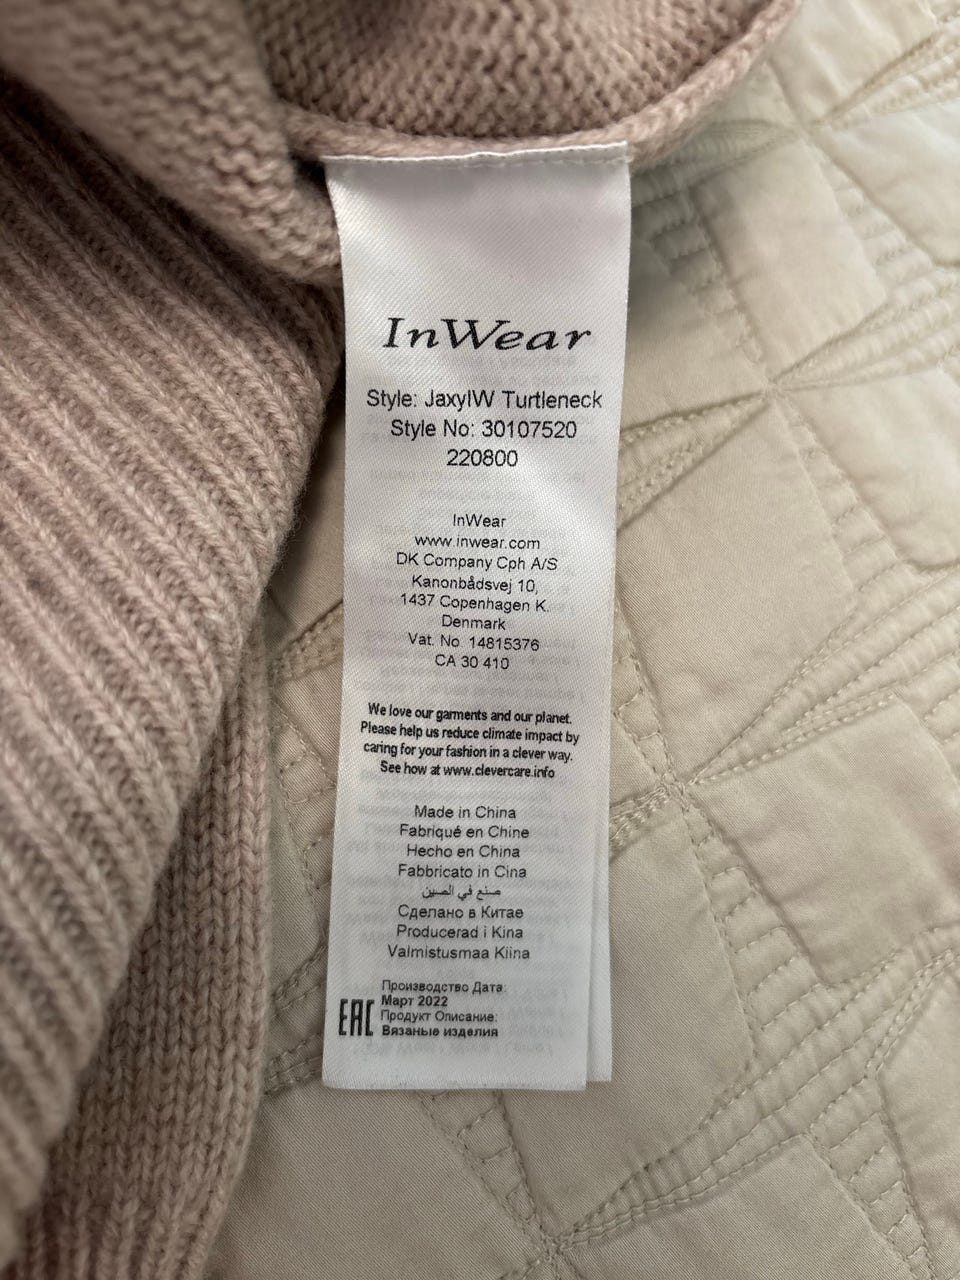 InWear
Style: JaxyIW Turtleneck
Style No: 30107520
220800
InWear
www.inwear.com
DK Company Cph A/S
Kanonbådsvej 10,
1437 Copenhagen K.
Denmark
Vat. No 14815376
CA 30 410
We love our garments and our planet.
Please help us reduce climate impact by
caring for your fashion in a clever way.
See how at www.clevercare.info
Made in China
Fabriqué en Chine
Hecho en China
Fabbricato in Cina
صنع في الصين
Сделано в Китае
Producerad i Kina
Valmistusmaa Kiina
Производство Дата:
Март 2022
EAC Продукт Описание:
Вязаные изделия